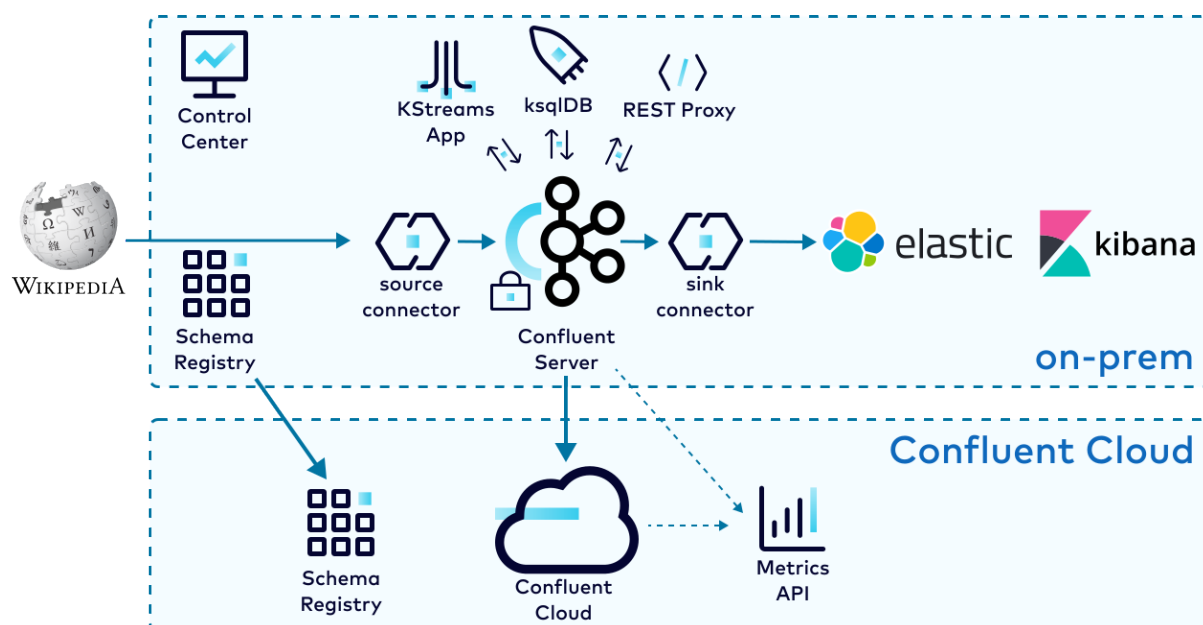 Control
Center
KStreams
App
ksqlDB
REST Proxy
WIKIPEDIA
Schema
Registry
source
connector
Confluent
Server
sink
connector
elastic
kibana
on-prem
Confluent Cloud
Schema
Registry
Confluent
Cloud
Metrics
API